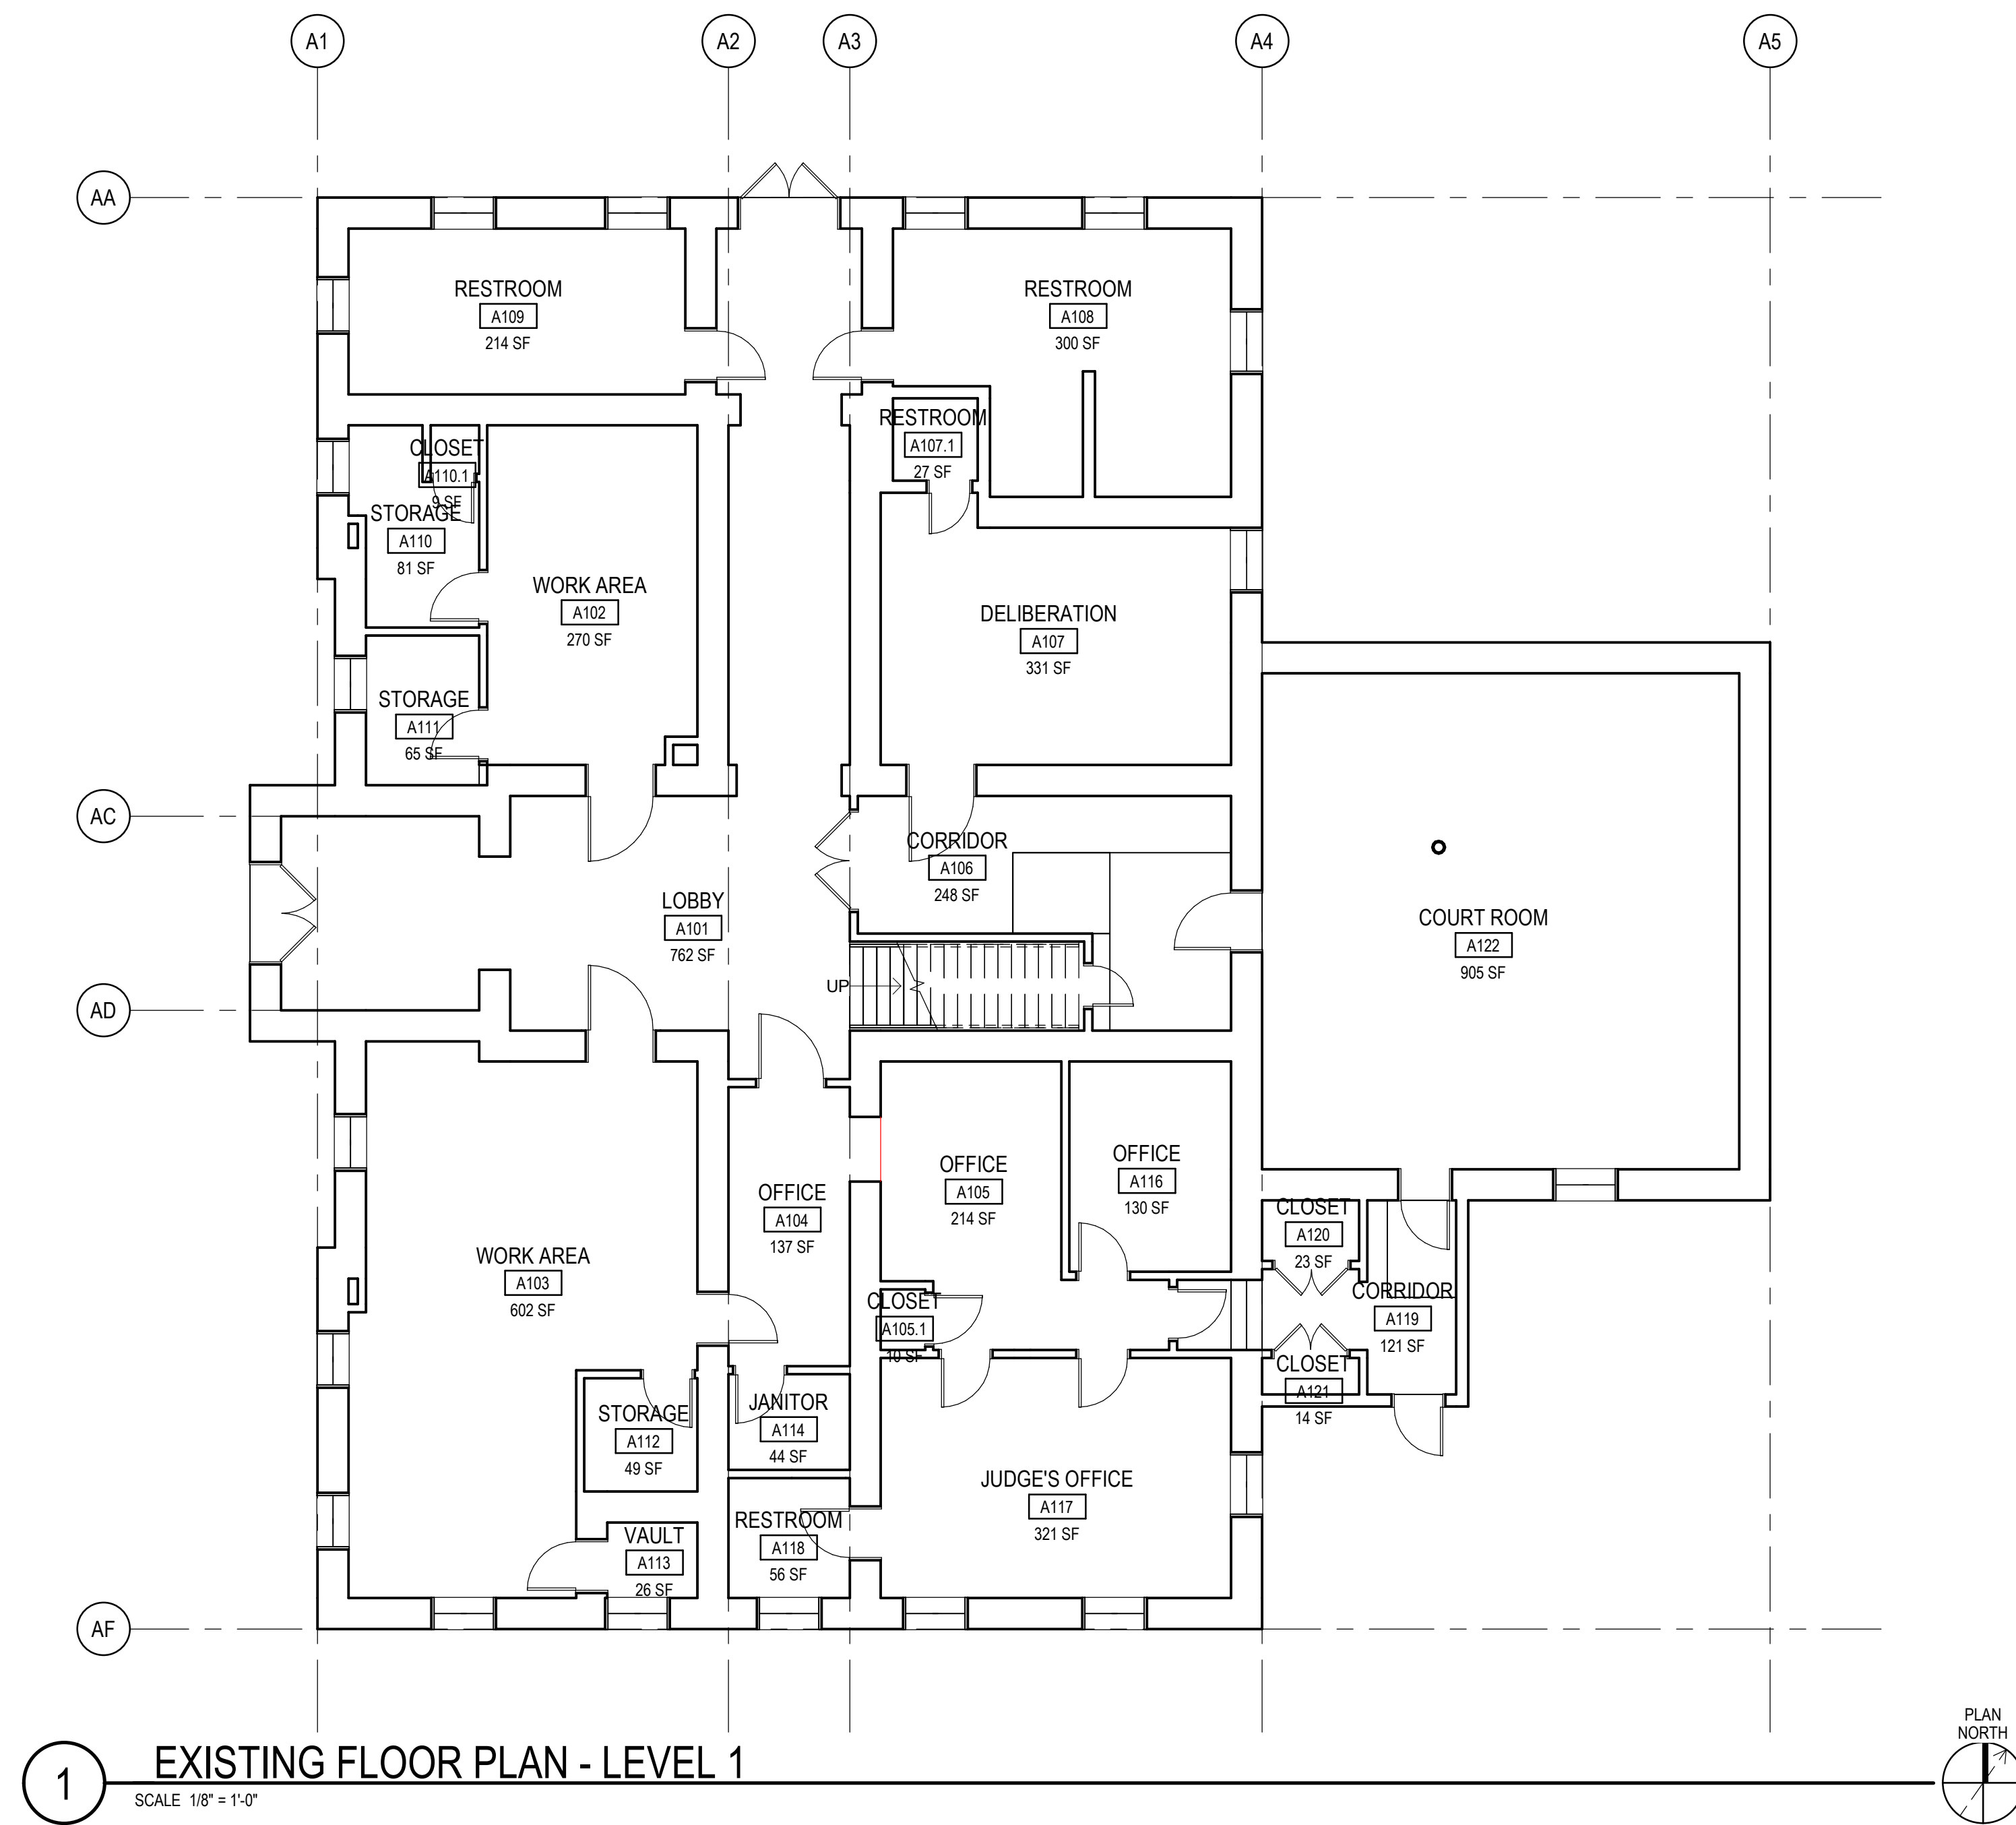 A1
A2
A3
A4
A5
AA
RESTROOM
A109
214 SF
RESTROOM
A108
300 SF
RESTROOM
A107.1
27 SF
CLOSET
A110.1
9 SF
STORAGE
A110
81 SF
WORK AREA
A102
270 SF
DELIBERATION
A107
331 SF
STORAGE
A111
65 SF
AC
CORRIDOR
A106
248 SF
LOBBY
A101
762 SF
COURT ROOM
A122
905 SF
UP
AD
OFFICE
A104
137 SF
OFFICE
A105
214 SF
OFFICE
A116
130 SF
CLOSET
A120
23 SF
WORK AREA
A103
602 SF
CLOSET
A105.1
10 SF
CORRIDOR
A119
121 SF
CLOSET
A121
14 SF
STORAGE
A112
49 SF
JANITOR
A114
44 SF
JUDGE'S OFFICE
A117
321 SF
RESTROOM
A118
56 SF
VAULT
A113
26 SF
AF
PLAN
NORTH
1
EXISTING FLOOR PLAN - LEVEL 1
SCALE 1/8" = 1'-0"